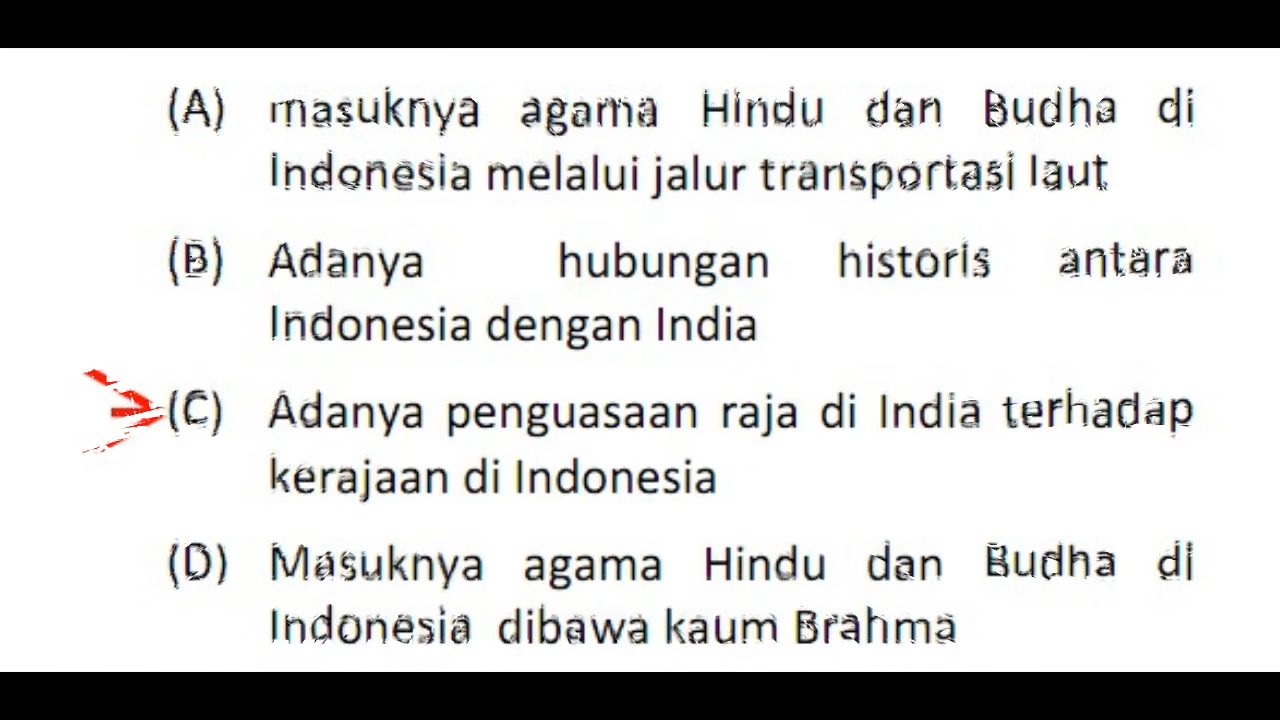 (A) masuknya agama Hindu dan Budha di
Indonesia melalui jalur transportasi laut
(B) Adanya hubungan historis antara
Indonesia dengan India
(C) Adanya penguasaan raja di India terhadap
kerajaan di Indonesia
(D) Masuknya agama Hindu dan Budha di
Indonesia dibawa kaum Brahma